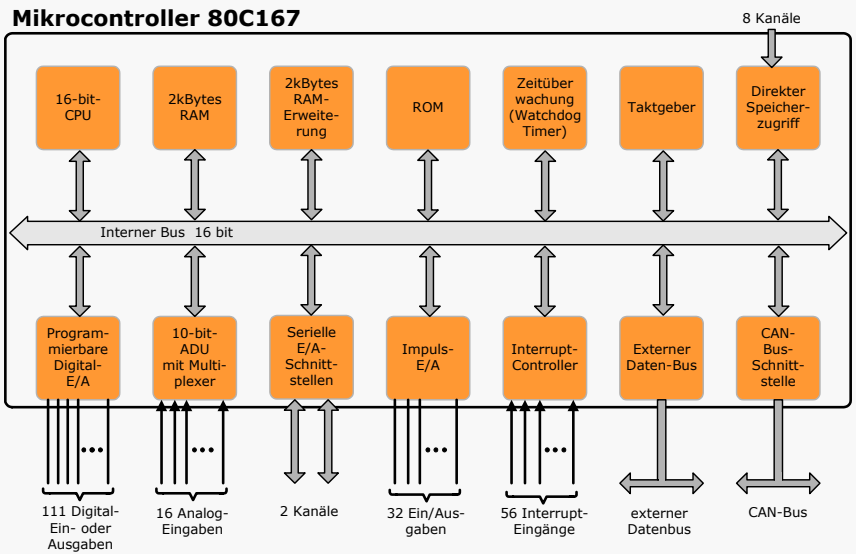 Mikrocontroller 80C167
8 Kanäle
16-bit-
CPU
2kBytes
RAM
2kBytes
RAM-
Erweite-
rung
ROM
Zeitüber
wachung
(Watchdog
Timer)
Taktgeber
Direkter
Speicher-
zugriff
Interner Bus 16 bit
Program-
mierbare
Digital-
E/A
10-bit-
ADU
mit Multi-
plexer
Serielle
E/A-
Schnitt-
stellen
Impuls-
E/A
Interrupt-
Controller
Externer
Daten-Bus
CAN-
Bus-
Schnitt-
stelle
111 Digital-
Ein- oder
Ausgaben
16 Analog-
Eingaben
2 Kanäle
32 Ein/Aus-
gaben
56 Interrupt-
Eingänge
externer
Datenbus
CAN-Bus